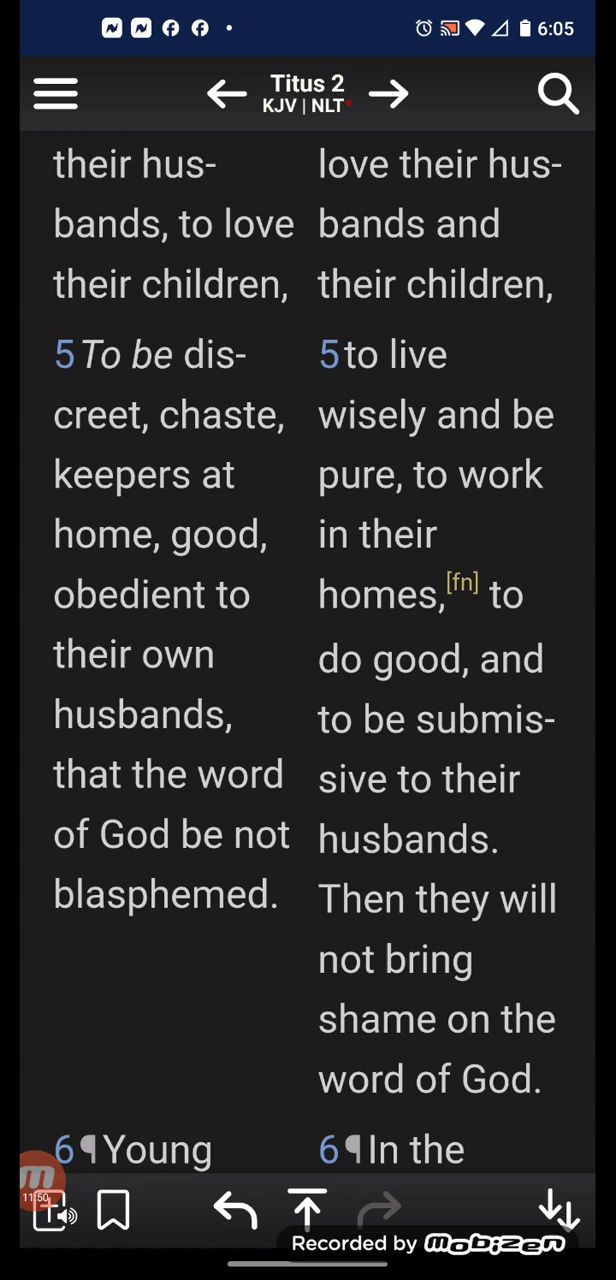 6:05
Titus 2
KJV | NLT*
their hus-
bands, to love
their children,
5 To be dis-
creet, chaste,
keepers at
home, good,
obedient to
their own
husbands,
that the word
of God be not
blasphemed.
6 ¶ Young
love their hus-
bands and
their children,
5 to live
wisely and be
pure, to work
in their
homes,[fn] to
do good, and
to be submis-
sive to their
husbands.
Then they will
not bring
shame on the
word of God.
6 ¶ In the
11:50
Recorded by mobizen